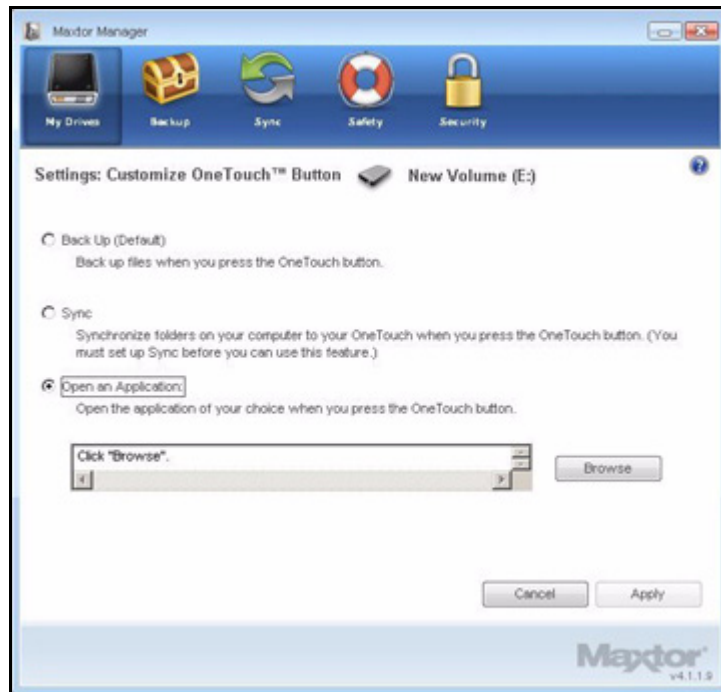 Maxtor Manager
My Drives
Backup
Sync
Safety
Security
Settings: Customize OneTouch™ Button
New Volume (E:)
Back Up (Default)
Back up files when you press the OneTouch button.
Sync
Synchronize folders on your computer to your OneTouch when you press the OneTouch button. (You
must set up Sync before you can use this feature.)
Open an Application:
Open the application of your choice when you press the OneTouch button.
Click "Browse".
Browse
Cancel
Apply
Maxtor
v4.1.1.9